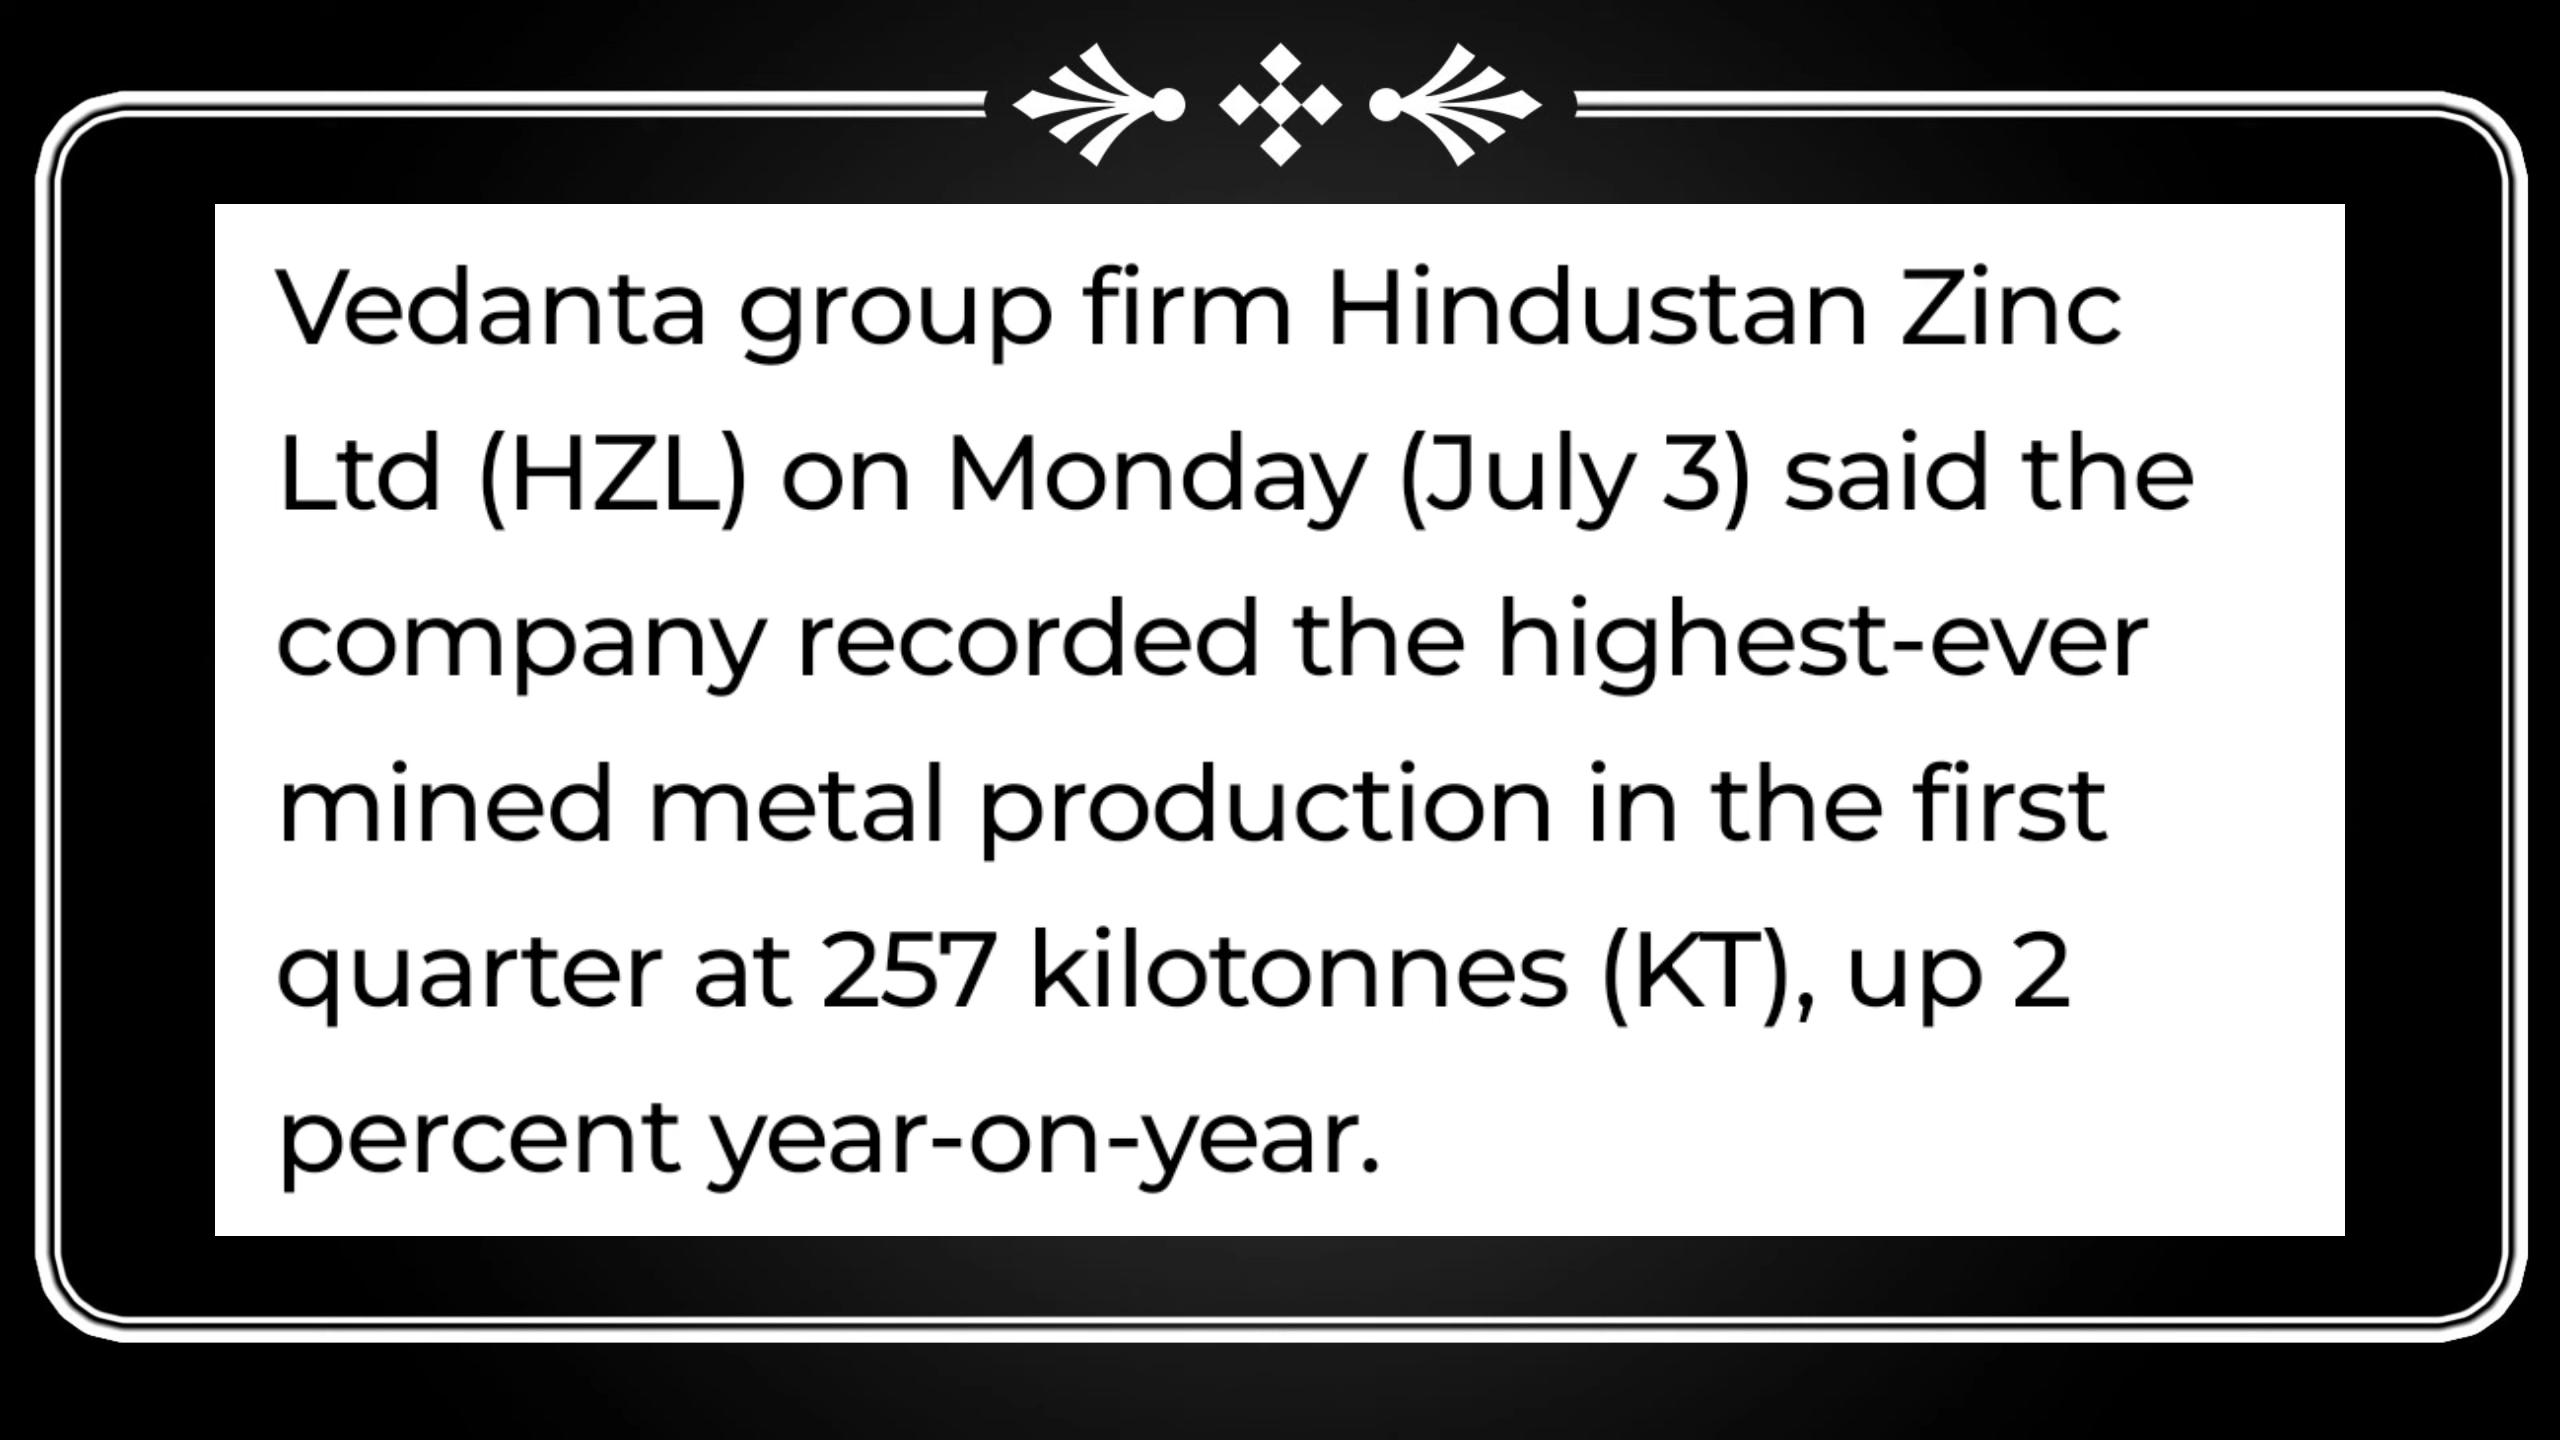 Vedanta group firm Hindustan Zinc
Ltd (HZL) on Monday (July 3) said the
company recorded the highest-ever
mined metal production in the first
quarter at 257 kilotonnes (KT), up 2
percent year-on-year.